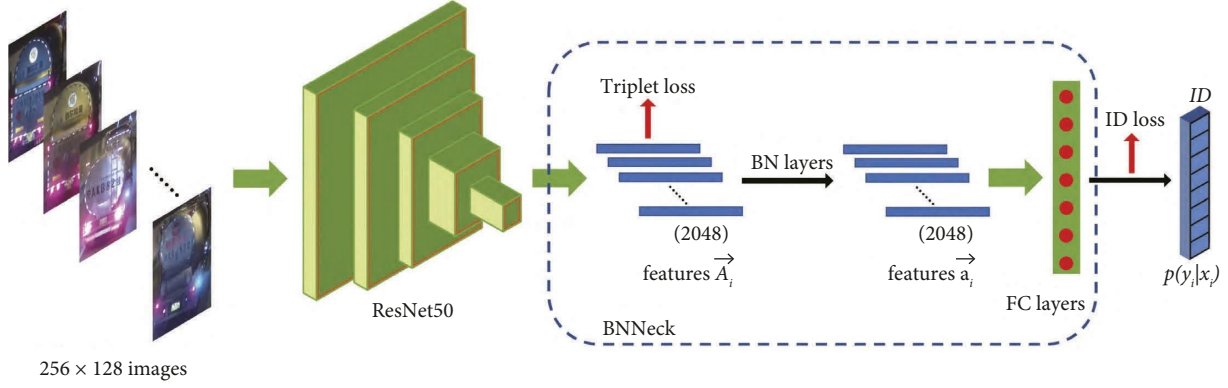 256 × 128 images
ResNet50
Triplet loss
BN layers
(2048)
features A⃗ᵢ
(2048)
features a⃗ᵢ
BNNeck
FC layers
ID loss
ID
p(yᵢ|xᵢ)